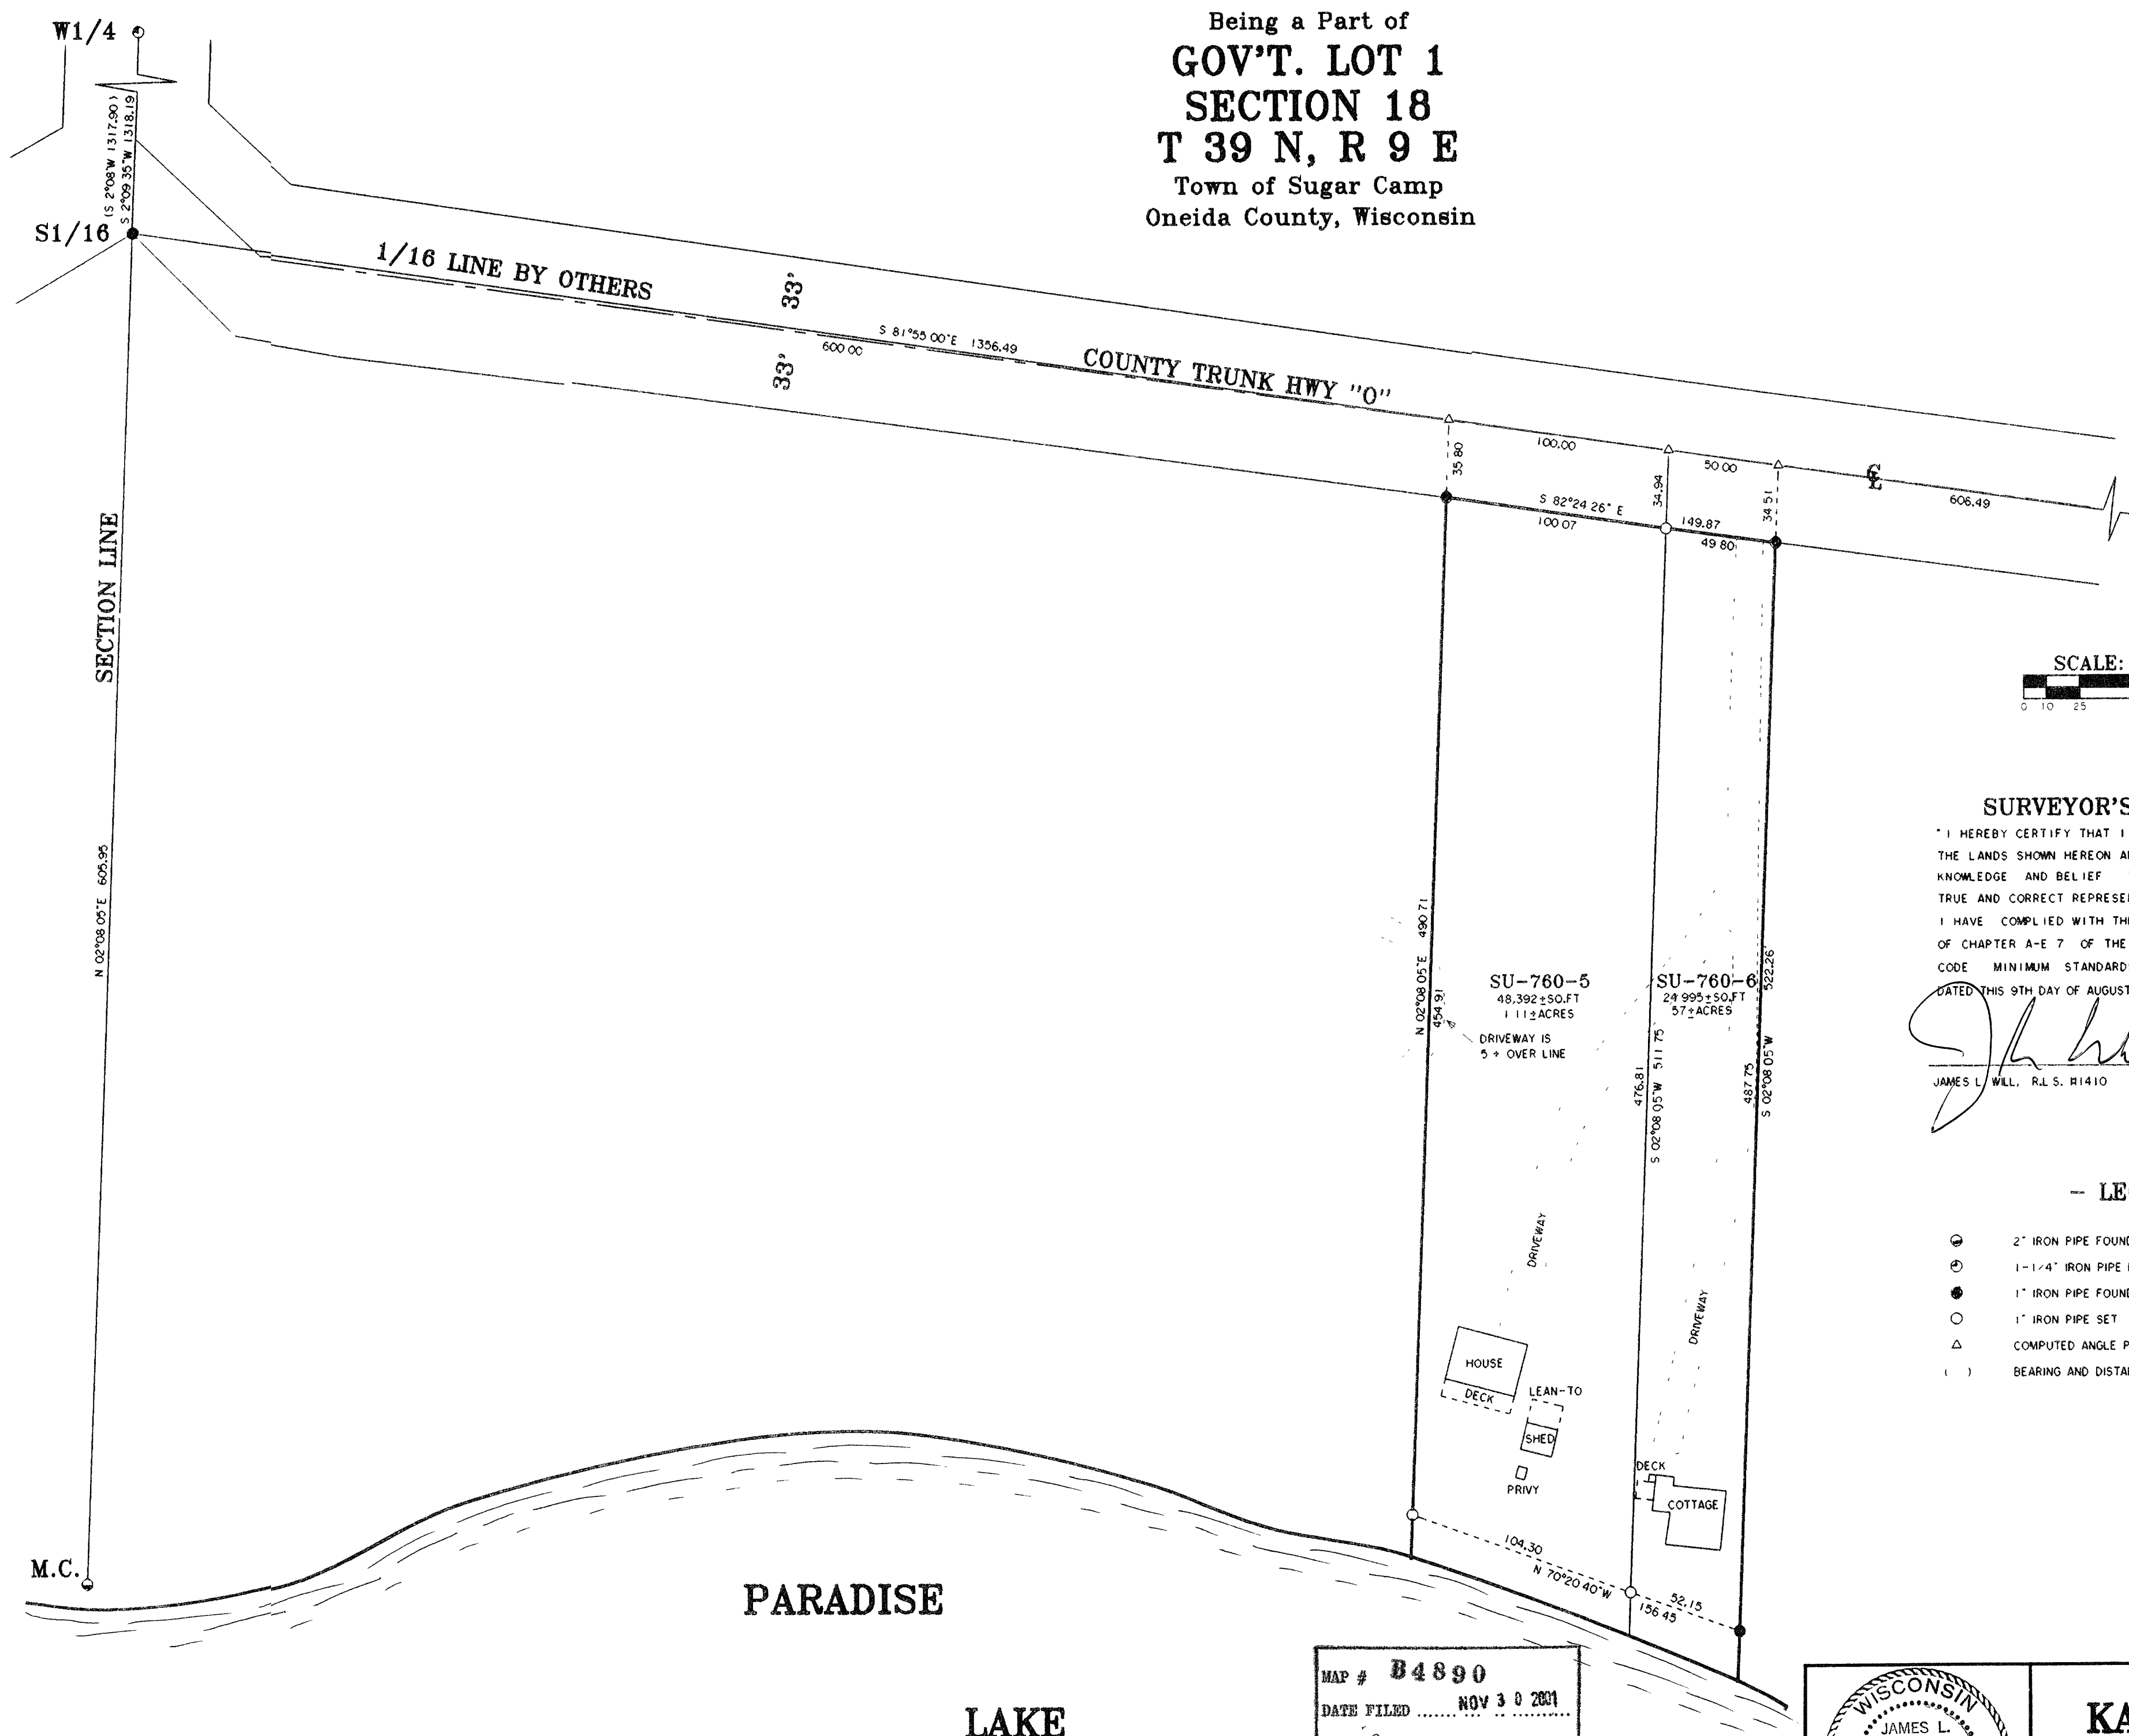 Being a Part of
GOV'T. LOT 1
SECTION 18
T 39 N, R 9 E
Town of Sugar Camp
Oneida County, Wisconsin
W1/4
(S 2°08'W 1317.90)
S 2°09 35"W 1318.19
S1/16
1/16 LINE BY OTHERS
33'
33'
S 81°55 00"E 1356.49
600 00
COUNTY TRUNK HWY "O"
100.00
50 00
606.49
35 80
34.94
34 51
S 82°24 26" E
100 07
149.87
49 80
SECTION LINE
N 02°08 05"E 605.95
SCALE:
0 10 25
SURVEYOR'S
"I HEREBY CERTIFY THAT I
THE LANDS SHOWN HEREON
KNOWLEDGE AND BELIEF
TRUE AND CORRECT
I HAVE COMPLIED WITH
OF CHAPTER A-E 7 OF THE
CODE MINIMUM
DATED THIS 9TH DAY OF AUGUST
JAMES L. WILL, R.L S. #1410
N 02°08 05"E 490 71
454.91
SU-760-5
48,392±SQ.FT
1 11±ACRES
SU-760-6
24 995±SQ.FT
57±ACRES
DRIVEWAY IS
5 + OVER LINE
476.81
S 02°08 05"W 511 75
522.26'
487 75
S 02°08 05"W
DRIVEWAY
DRIVEWAY
HOUSE
DECK
LEAN-TO
SHED
PRIVY
DECK
COTTAGE
104.30
N 70°20 40"W
52.15
156 45
- LE
2" IRON PIPE
1-1/4" IRON PIPE
1" IRON PIPE
1" IRON PIPE SET
COMPUTED ANGLE
( ) BEARING AND
M.C.
PARADISE
LAKE
MAP # B4890
DATE FILED ....... NOV 3 0 2001
WISCONSIN
JAMES L.
KA